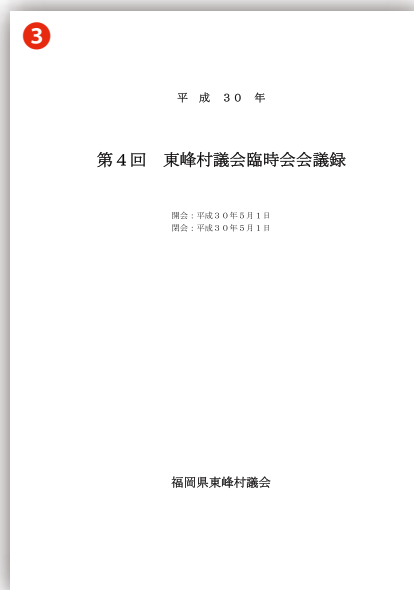 3
平 成 30 年
第4回 東峰村議会臨時会会議録
開会:平成30年5月1日
閉会:平成30年5月1日
福岡県東峰村議会